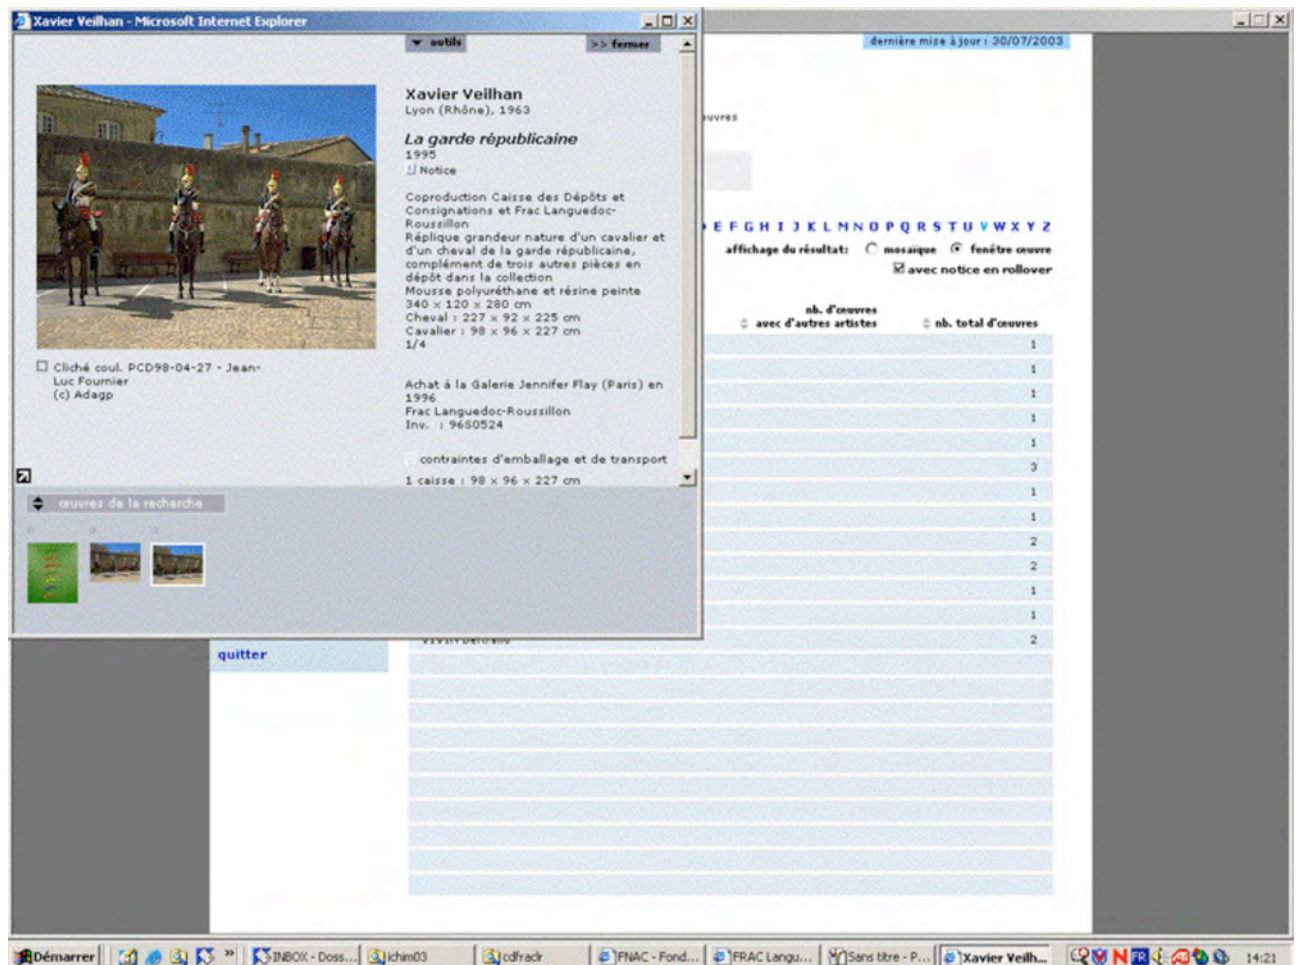 Xavier Veilhan - Microsoft Internet Explorer
outils
>> fermer
Xavier Veilhan
Lyon (Rhône), 1963
La garde républicaine
1995
Notice
Coproduction Caisse des Dépôts et
Consignations et Frac Languedoc-
Roussillon
Réplique grandeur nature d'un cavalier et
d'un cheval de la garde républicaine,
complément de trois autres pièces en
dépôt dans la collection
Mousse polyuréthane et résine peinte
340 x 120 x 280 cm
Cheval : 227 x 92 x 225 cm
Cavalier : 98 x 96 x 227 cm
1/4
Cliché coul. PCD98-04-27 - Jean-
Luc Fournier
(c) Adagp
Achat à la Galerie Jennifer Flay (Paris) en
1996
Frac Languedoc-Roussillon
Inv. : 96S0524
contraintes d'emballage et de transport
1 caisse : 98 x 96 x 227 cm
œuvres de la recherche
dernière mise à jour : 30/07/2003
E F G H I J K L M N O P Q R S T U V W X Y Z
affichage du résultat: mosaïque fenêtre œuvre
avec notice en rollover
nb. d'œuvres
avec d'autres artistes nb. total d'œuvres
1
1
1
1
1
3
1
1
2
2
1
1
2
quitter
Démarrer
»
INBOX - Doss...
ichim03
cdfraclr
FNAC - Fond...
FRAC Langu...
Sans titre - P...
Xavier Veilh...
FR
14:21